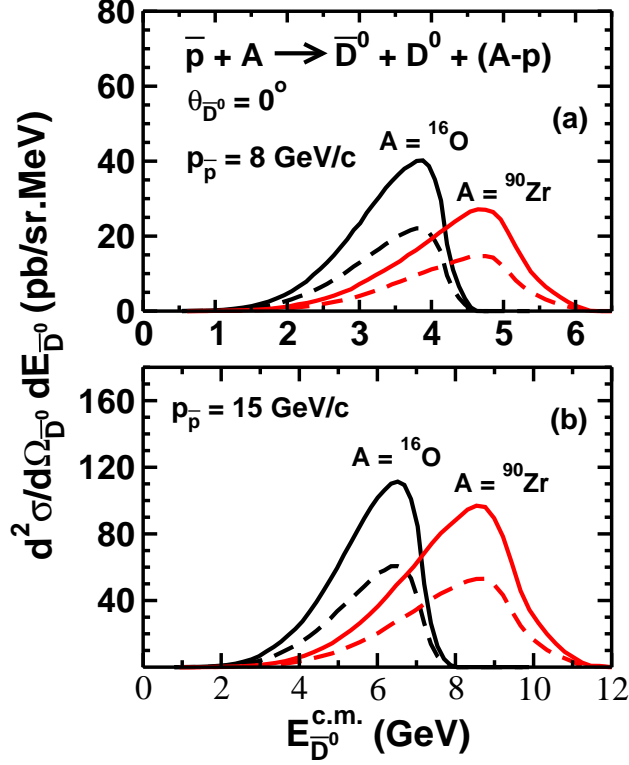 d²σ/dΩ_D̅⁰ dE_D̅⁰ (pb/sr.MeV)
80
60
40
20
0
p̅ + A → D̅⁰ + D⁰ + (A-p)
θ_D̅⁰ = 0°
(a)
p_p̅ = 8 GeV/c
A = ¹⁶O
A = ⁹⁰Zr
0 1 2 3 4 5 6
160
120
80
40
p_p̅ = 15 GeV/c
(b)
A = ¹⁶O
A = ⁹⁰Zr
0 2 4 6 8 10 12
E_D̅⁰^c.m. (GeV)